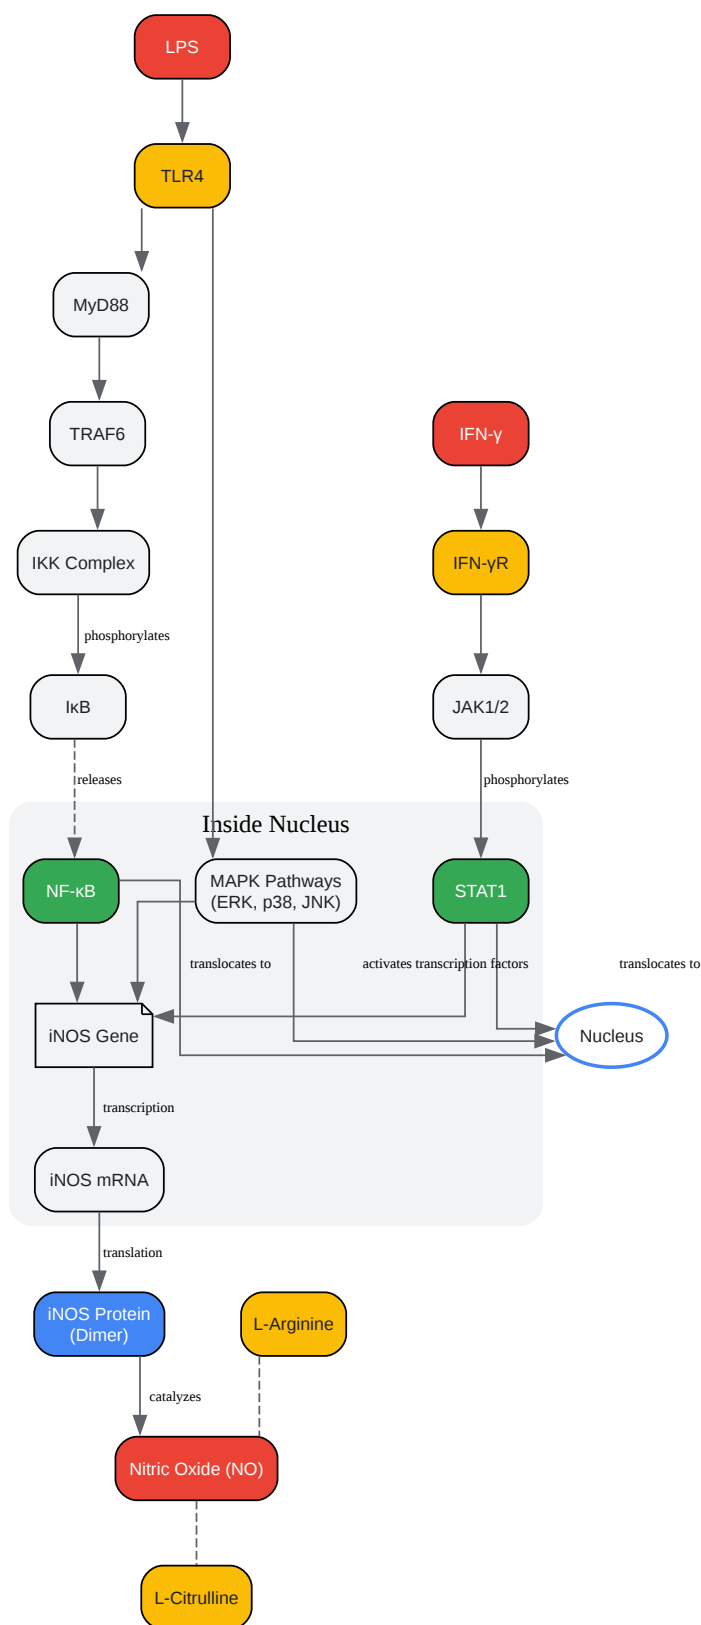 LPS
TLR4
MyD88
TRAF6
IFN-γ
IKK Complex
IFN-γR
phosphorylates
IκB
JAK1/2
releases
phosphorylates
Inside Nucleus
NF-κB
MAPK Pathways
(ERK, p38, JNK)
STAT1
translocates to
activates transcription factors
translocates to
iNOS Gene
Nucleus
transcription
iNOS mRNA
translation
iNOS Protein
(Dimer)
L-Arginine
catalyzes
Nitric Oxide (NO)
L-Citrulline